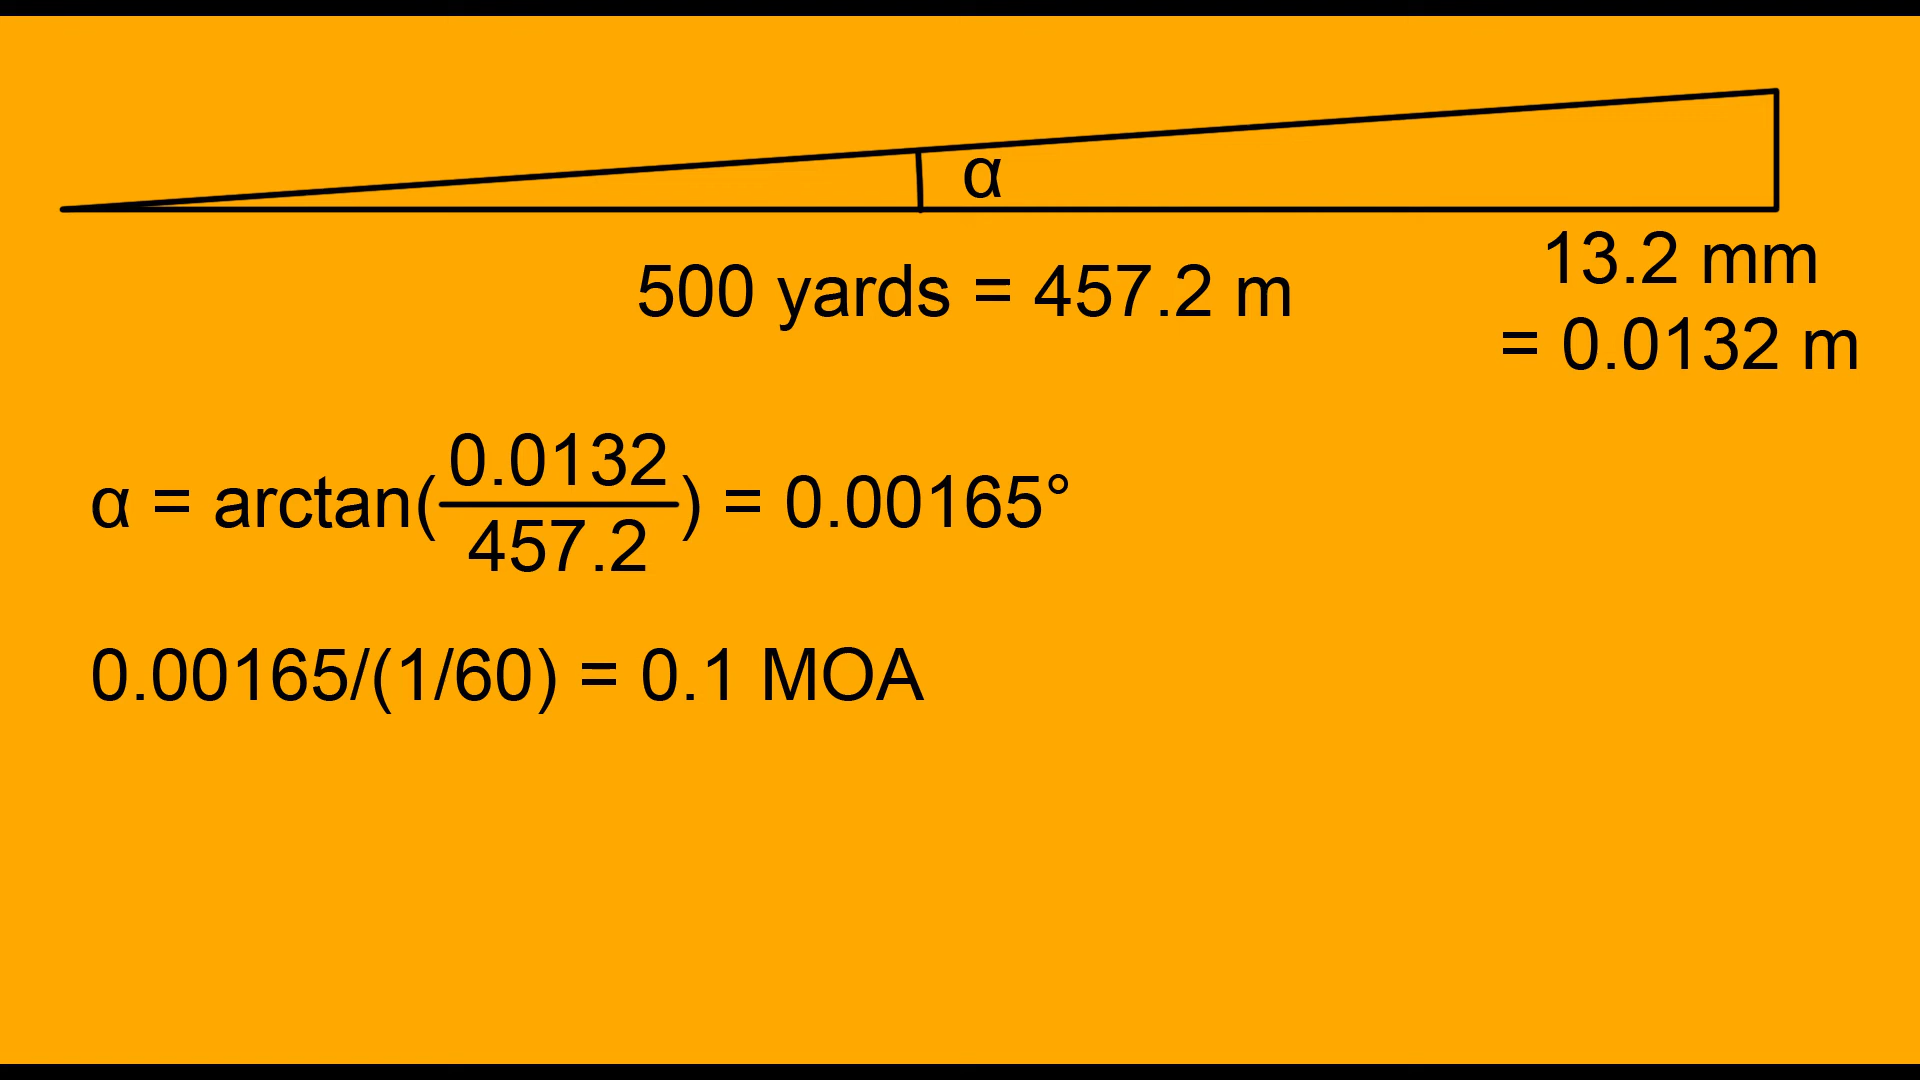 α
500 yards = 457.2 m
13.2 mm
= 0.0132 m
α = arctan(0.0132/457.2) = 0.00165°
0.00165/(1/60) = 0.1 MOA